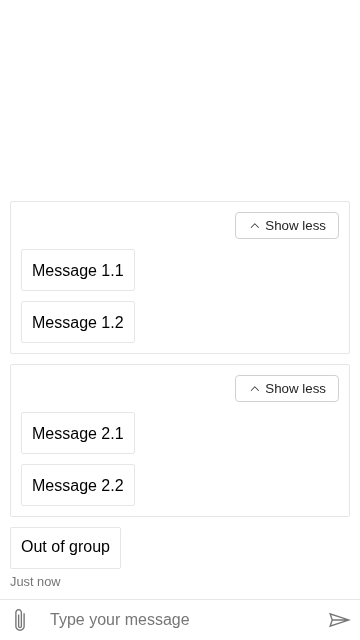 Show less
Message 1.1
Message 1.2
Show less
Message 2.1
Message 2.2
Out of group
Just now
Type your message